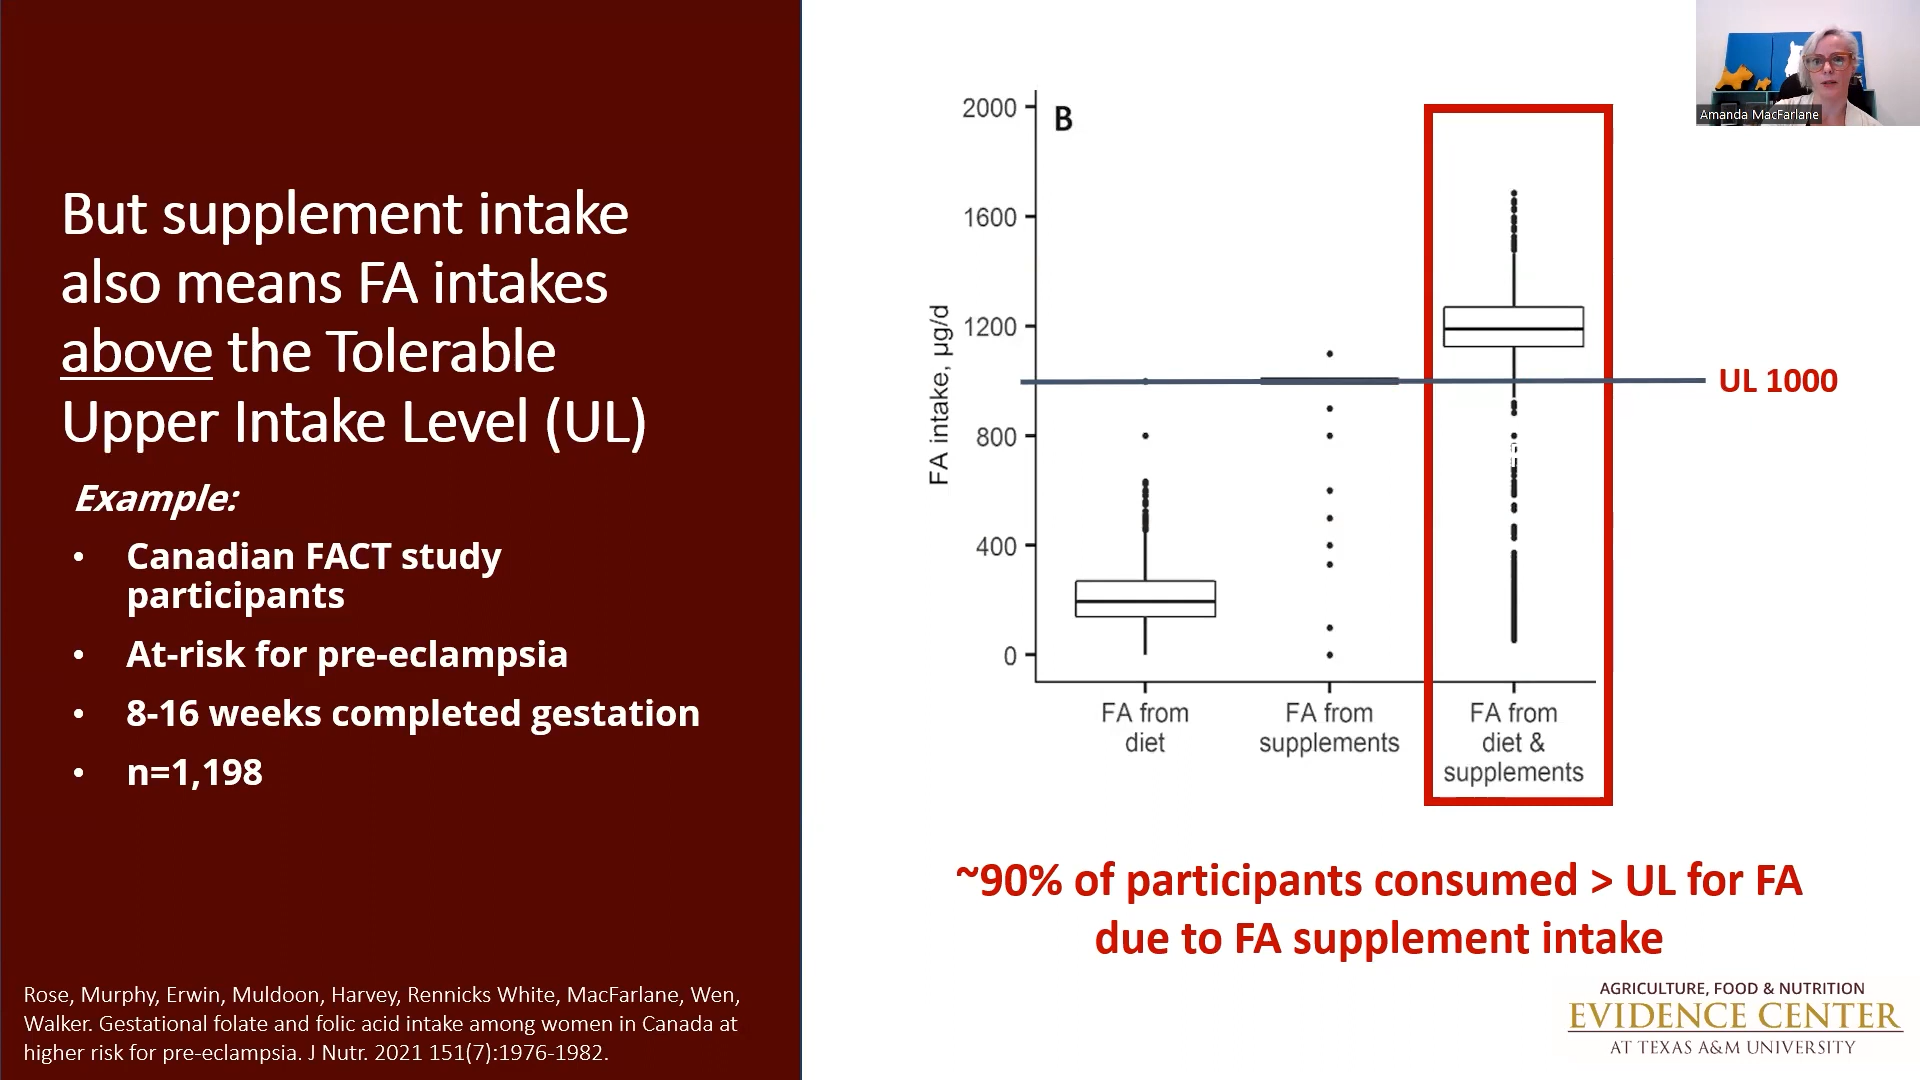 Amanda MacFarlane
But supplement intake
also means FA intakes
above the Tolerable
Upper Intake Level (UL)
Example:
• Canadian FACT study
participants
• At-risk for pre-eclampsia
• 8-16 weeks completed gestation
• n=1,198
Rose, Murphy, Erwin, Muldoon, Harvey, Rennicks White, MacFarlane, Wen,
Walker. Gestational folate and folic acid intake among women in Canada at
higher risk for pre-eclampsia. J Nutr. 2021 151(7):1976-1982.
B
FA intake, µg/d
2000
1600
1200
800
400
0
UL 1000
FA from
diet
FA from
supplements
FA from
diet &
supplements
~90% of participants consumed > UL for FA
due to FA supplement intake
AGRICULTURE, FOOD & NUTRITION
EVIDENCE CENTER
AT TEXAS A&M UNIVERSITY